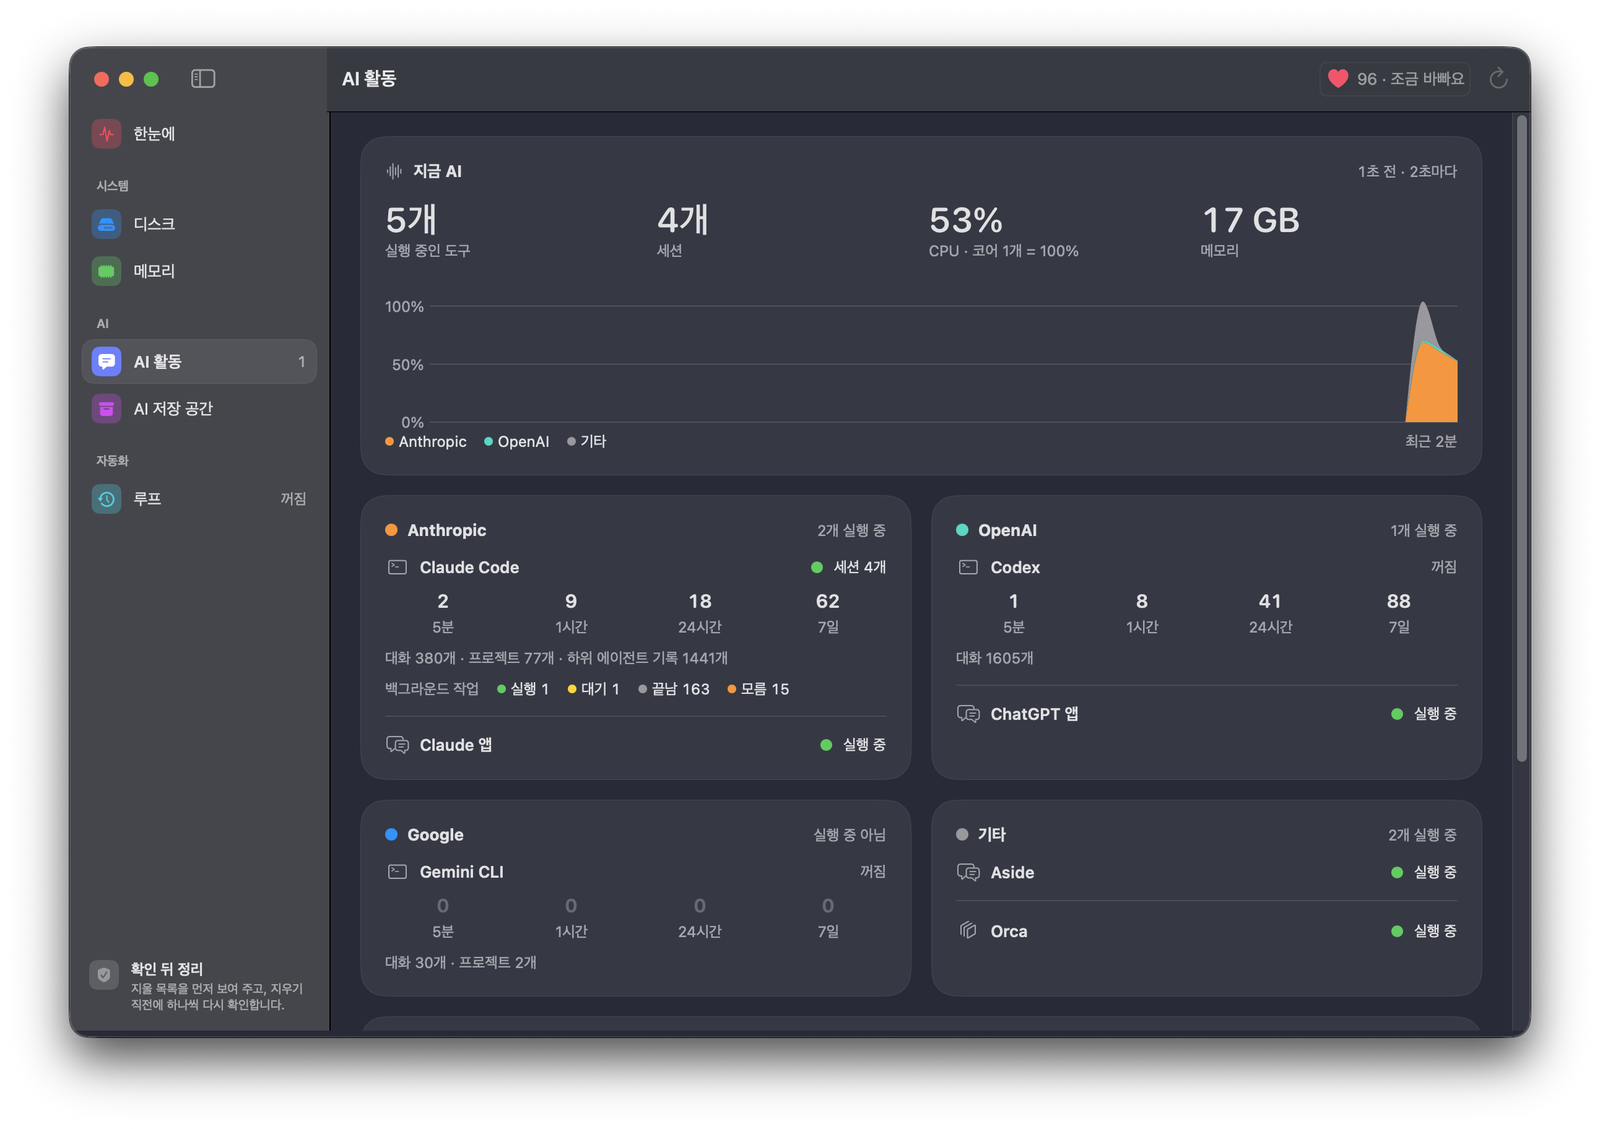 AI 활동
96 · 조금 바빠요
한눈에
시스템
디스크
메모리
AI
AI 활동 1
AI 저장 공간
자동화
루프 꺼짐
확인 뒤 정리
지울 목록을 먼저 보여 주고, 지우기
직전에 하나씩 다시 확인합니다.
지금 AI
1초 전 · 2초마다
5개 4개 53% 17 GB
실행 중인 도구 세션 CPU · 코어 1개 = 100% 메모리
100%
50%
0%
Anthropic OpenAI 기타 최근 2분
Anthropic 2개 실행 중
Claude Code 세션 4개
2 9 18 62
5분 1시간 24시간 7일
대화 380개 · 프로젝트 77개 · 하위 에이전트 기록 1441개
백그라운드 작업 실행 1 대기 1 끝남 163 모름 15
Claude 앱 실행 중
OpenAI 1개 실행 중
Codex 꺼짐
1 8 41 88
5분 1시간 24시간 7일
대화 1605개
ChatGPT 앱 실행 중
Google 실행 중 아님
Gemini CLI 꺼짐
0 0 0 0
5분 1시간 24시간 7일
대화 30개 · 프로젝트 2개
기타 2개 실행 중
Aside 실행 중
Orca 실행 중